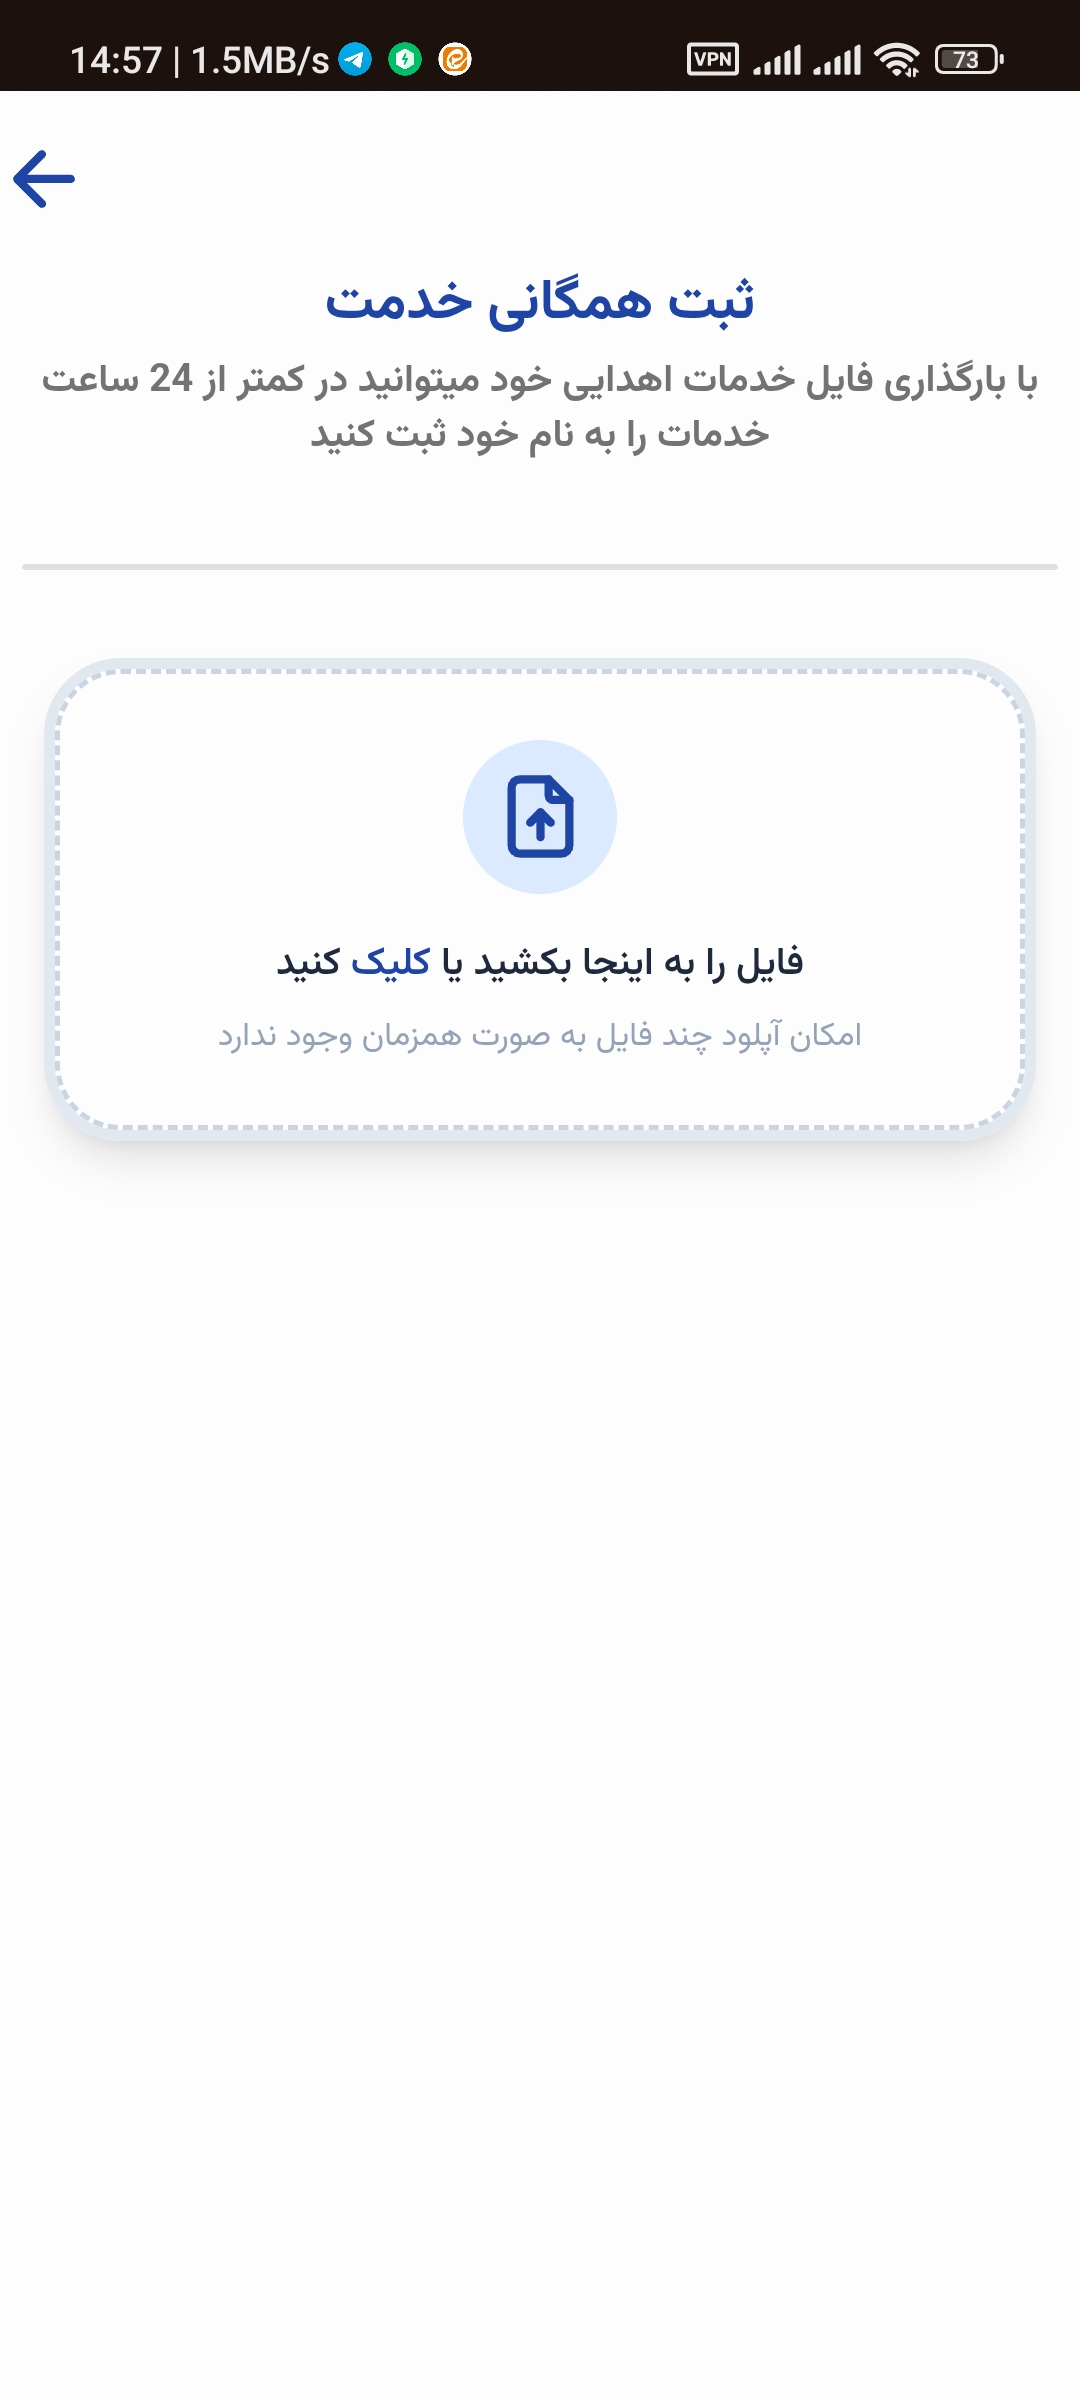 14:57 | 1.5MB/s VPN 73
ثبت همگانی خدمت
با بارگذاری فایل خدمات اهدایی خود میتوانید در کمتر از 24 ساعت
خدمات را به نام خود ثبت کنید
فایل را به اینجا بکشید یا کلیک کنید
امکان آپلود چند فایل به صورت همزمان وجود ندارد